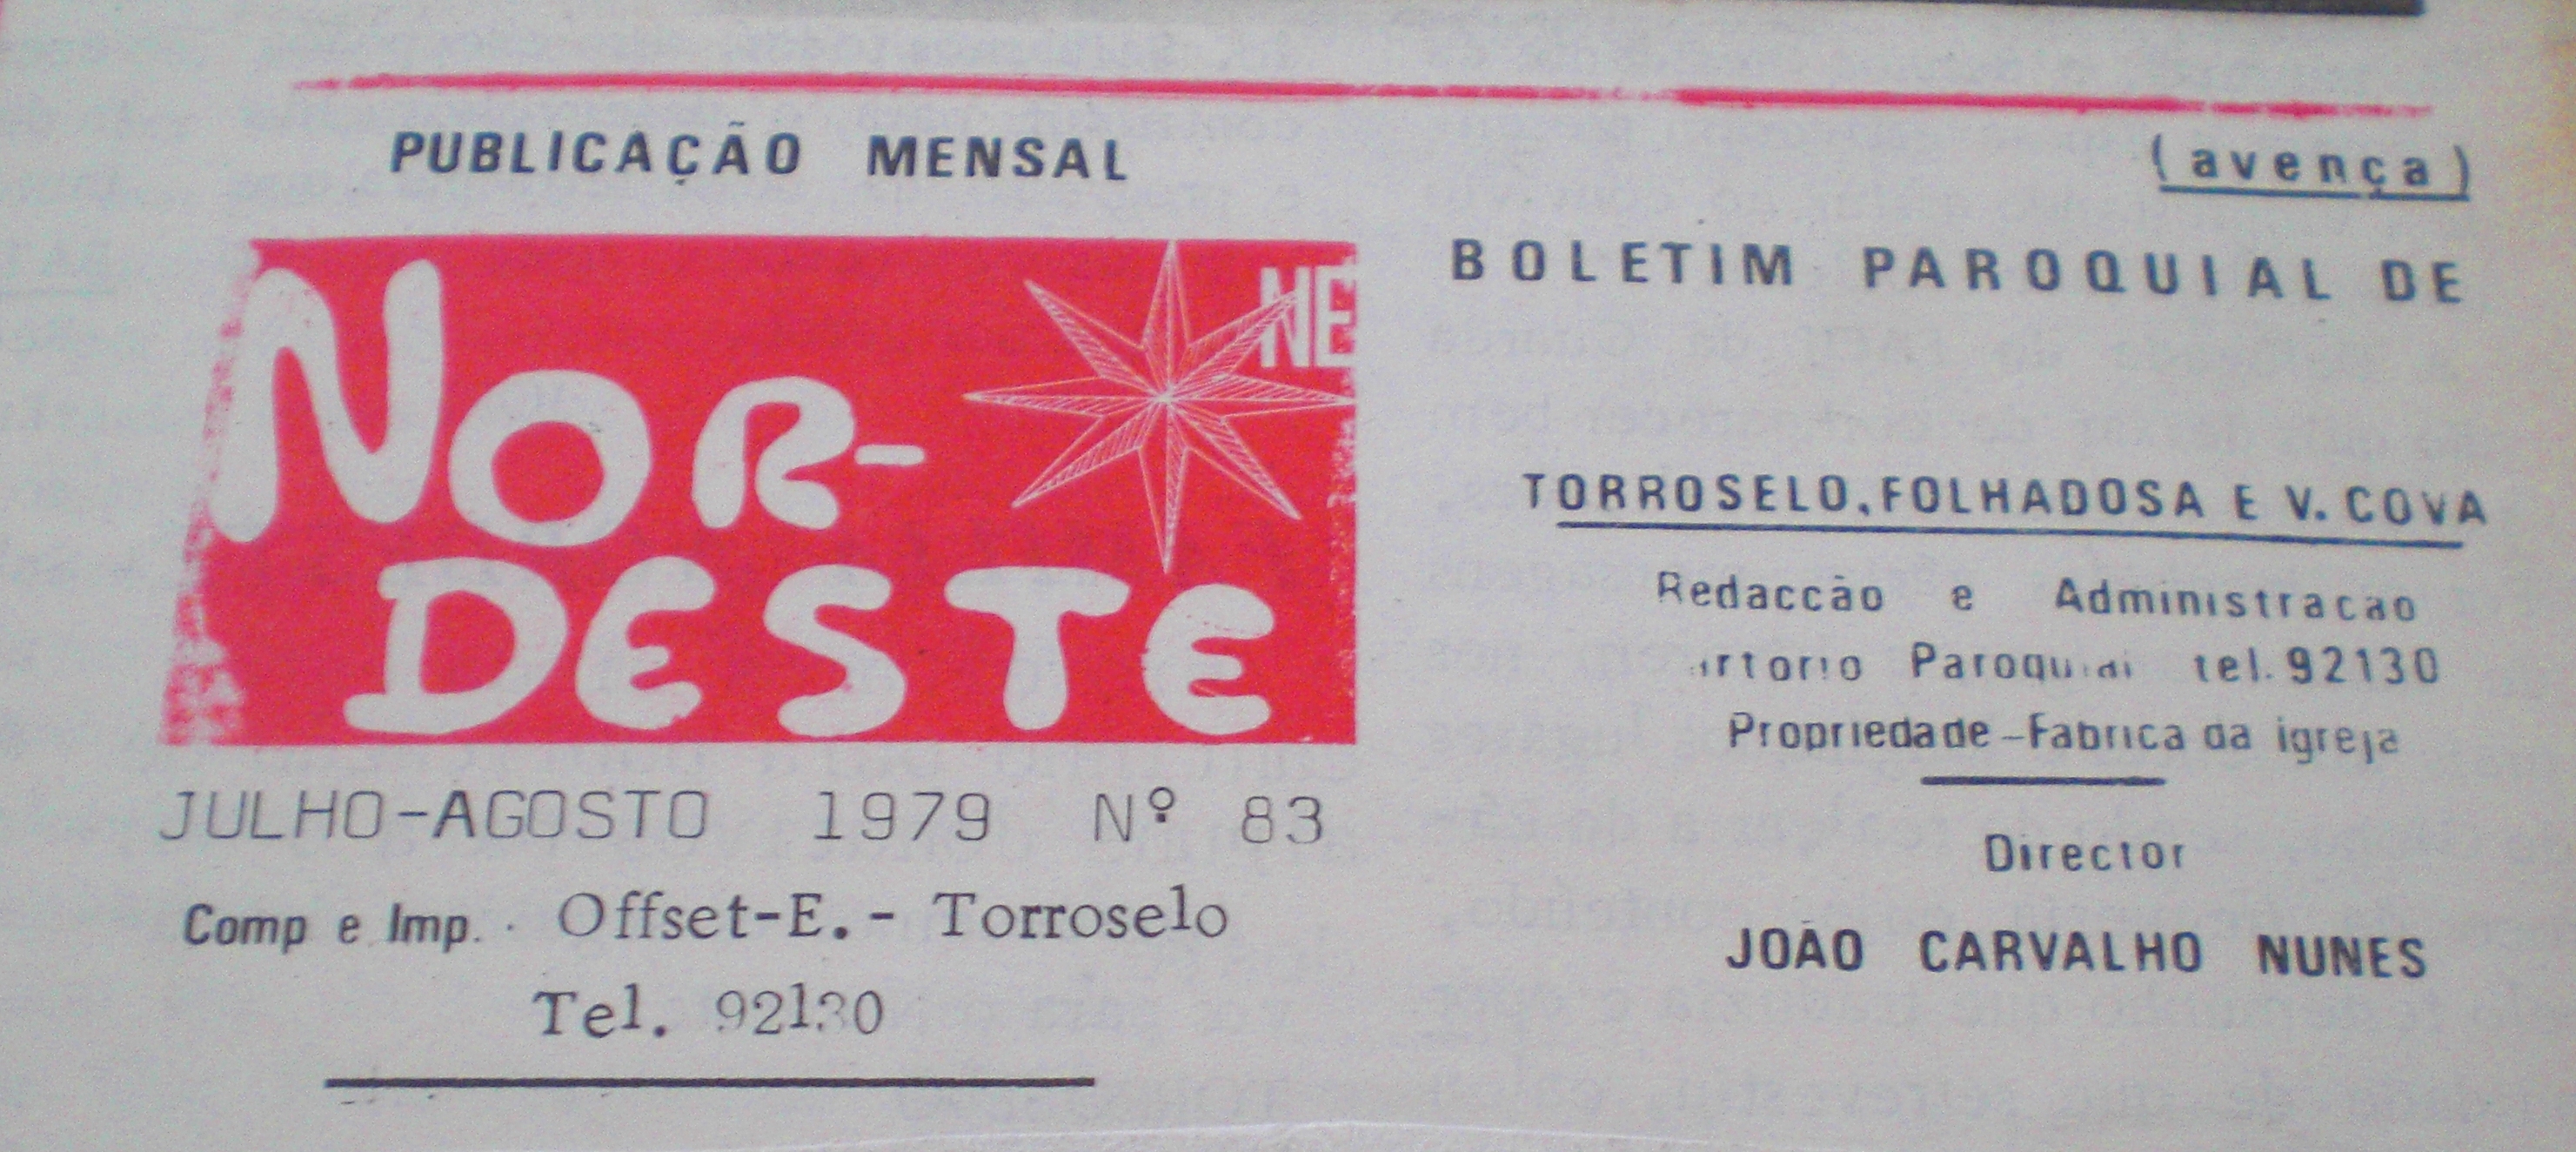 PUBLICAÇÃO MENSAL
(avença)
NOR-
DESTE
NE
JULHO-AGOSTO 1979 Nº 83
Comp e Imp. Offset-E.- Torroselo
Tel. 92130
BOLETIM PAROQUIAL DE
TORROSELO, FOLHADOSA E V. COVA
Redaccão e Administracao
Paroquial tel. 92130
Propriedade-Fabrica da igreja
Director
JOÃO CARVALHO NUNES